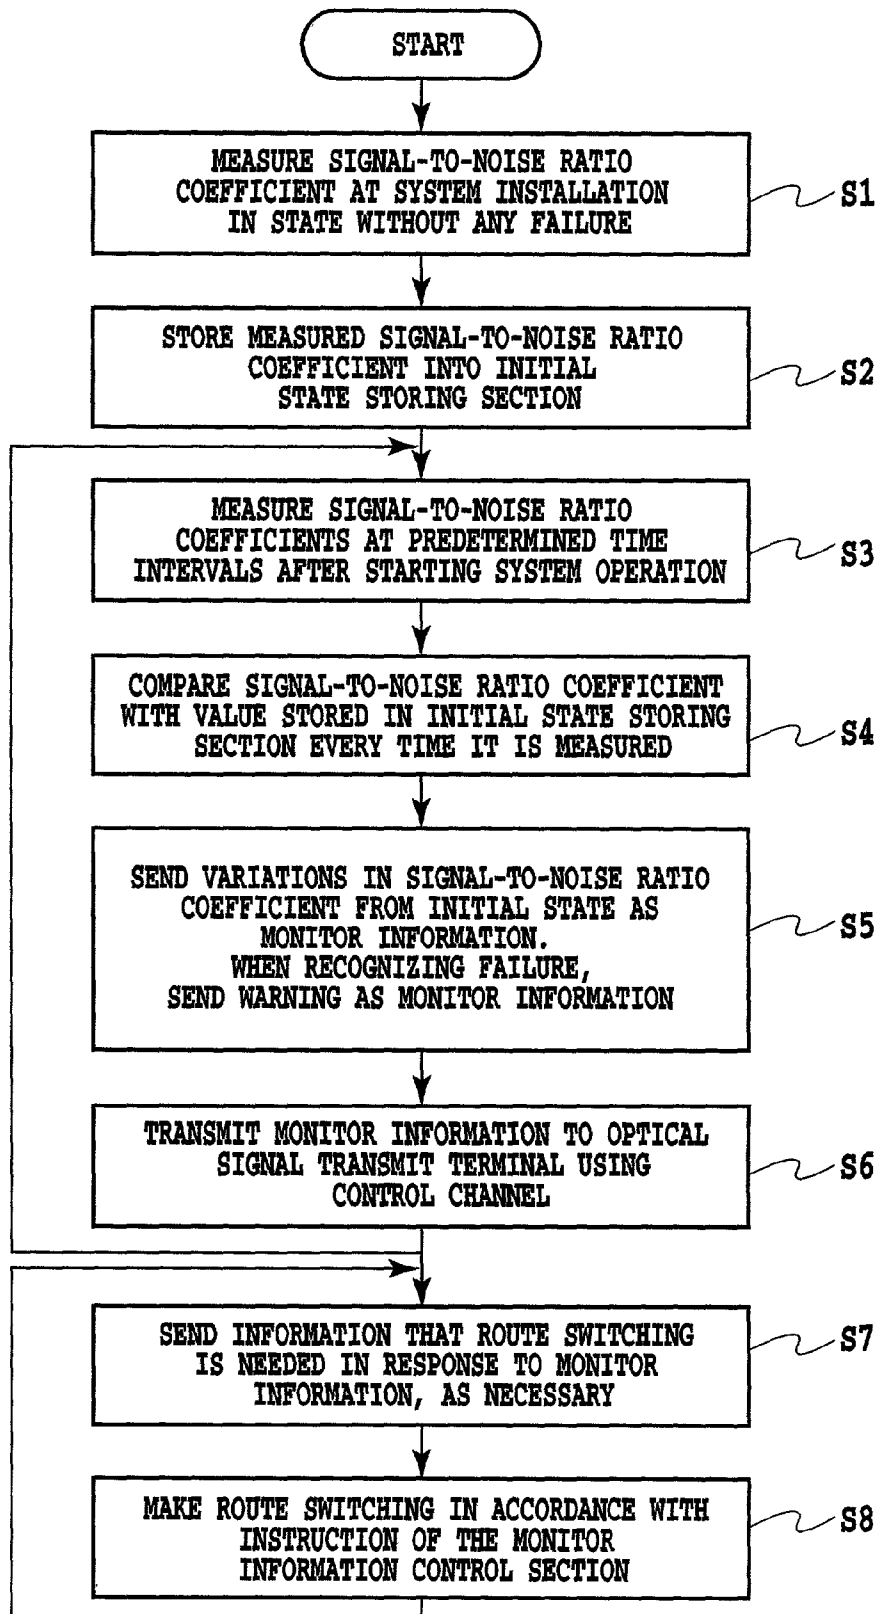 START
MEASURE SIGNAL-TO-NOISE RATIO
COEFFICIENT AT SYSTEM INSTALLATION
IN STATE WITHOUT ANY FAILURE
S1
STORE MEASURED SIGNAL-TO-NOISE RATIO
COEFFICIENT INTO INITIAL
STATE STORING SECTION
S2
MEASURE SIGNAL-TO-NOISE RATIO
COEFFICIENTS AT PREDETERMINED TIME
INTERVALS AFTER STARTING SYSTEM OPERATION
S3
COMPARE SIGNAL-TO-NOISE RATIO COEFFICIENT
WITH VALUE STORED IN INITIAL STATE STORING
SECTION EVERY TIME IT IS MEASURED
S4
SEND VARIATIONS IN SIGNAL-TO-NOISE RATIO
COEFFICIENT FROM INITIAL STATE AS
MONITOR INFORMATION.
WHEN RECOGNIZING FAILURE,
SEND WARNING AS MONITOR INFORMATION
S5
TRANSMIT MONITOR INFORMATION TO OPTICAL
SIGNAL TRANSMIT TERMINAL USING
CONTROL CHANNEL
S6
SEND INFORMATION THAT ROUTE SWITCHING
IS NEEDED IN RESPONSE TO MONITOR
INFORMATION, AS NECESSARY
S7
MAKE ROUTE SWITCHING IN ACCORDANCE WITH
INSTRUCTION OF THE MONITOR
INFORMATION CONTROL SECTION
S8